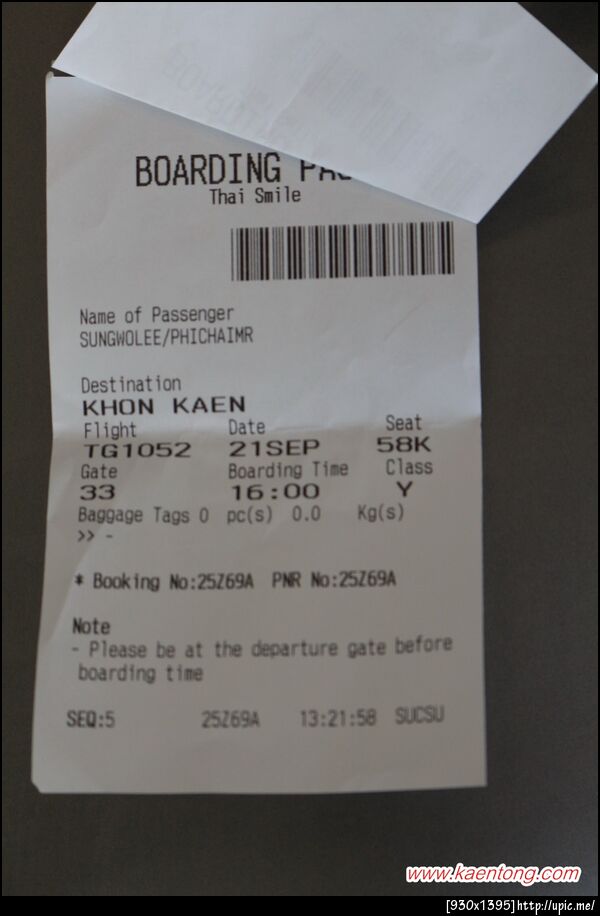 BOARDING
Thai Smile
Name of Passenger
SUNGWOLEE/PHICHAIMR
Destination
KHON KAEN
Flight Date Seat
TG1052 21SEP 58K
Gate Boarding Time Class
33 16:00 Y
Baggage Tags 0 pc(s) 0.0 Kg(s)
>> -
* Booking No:25Z69A PNR No:25Z69A
Note
- Please be at the departure gate before
boarding time
SEQ:5 25Z69A 13:21:58 SUCSU
www.kaentong.com
[930x1395]http://upic.me/